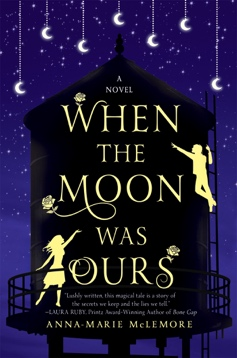 A
NOVEL
WHEN
THE
MOON
WAS
OURS
"Lushly written, this magical tale is a story of
the secrets we keep and the lies we tell."
—LAURA RUBY, Printz Award-Winning Author of Bone Gap
ANNA-MARIE McLEMORE